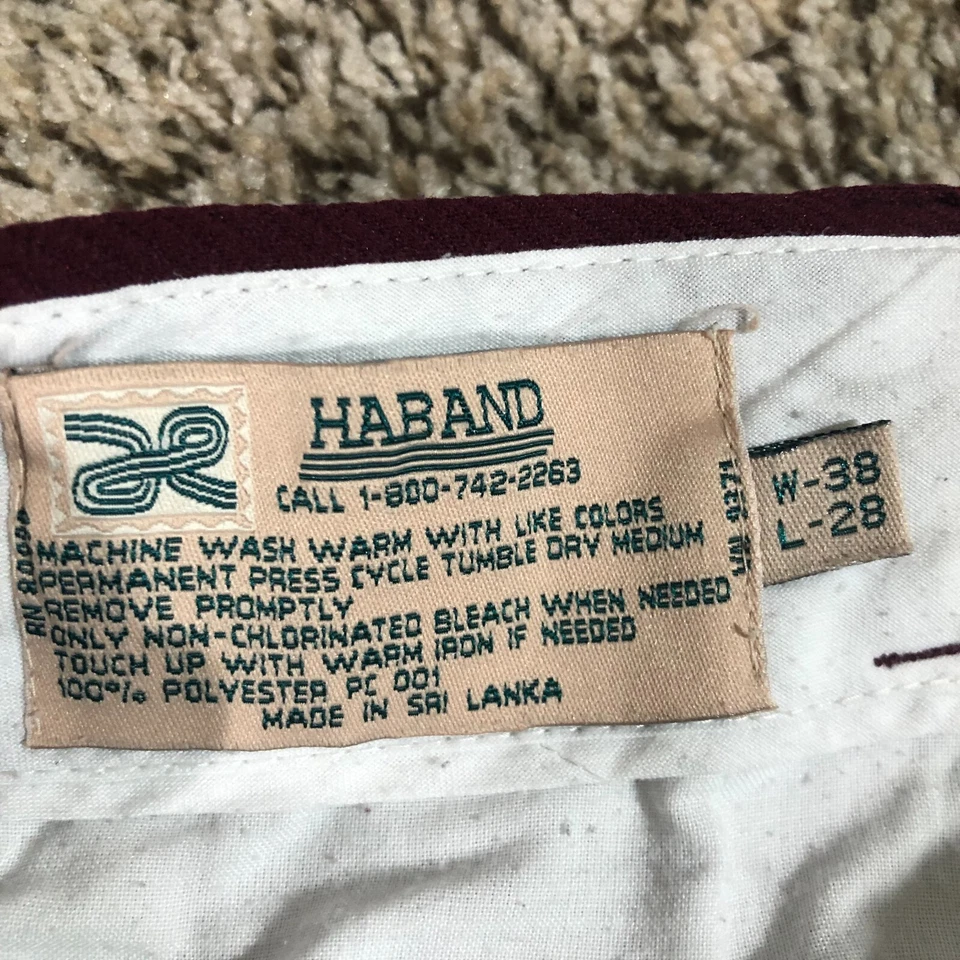 HABAND
CALL 1-800-742-2263
MACHINE WASH WARM WITH LIKE COLORS
PERMANENT PRESS CYCLE TUMBLE DRY MEDIUM
REMOVE PROMPTLY
ONLY NON-CHLORINATED BLEACH WHEN NEEDED
TOUCH UP WITH WARM IRON IF NEEDED
100% POLYESTER PC 001
MADE IN SRI LANKA
RN
9271
W-38
L-28